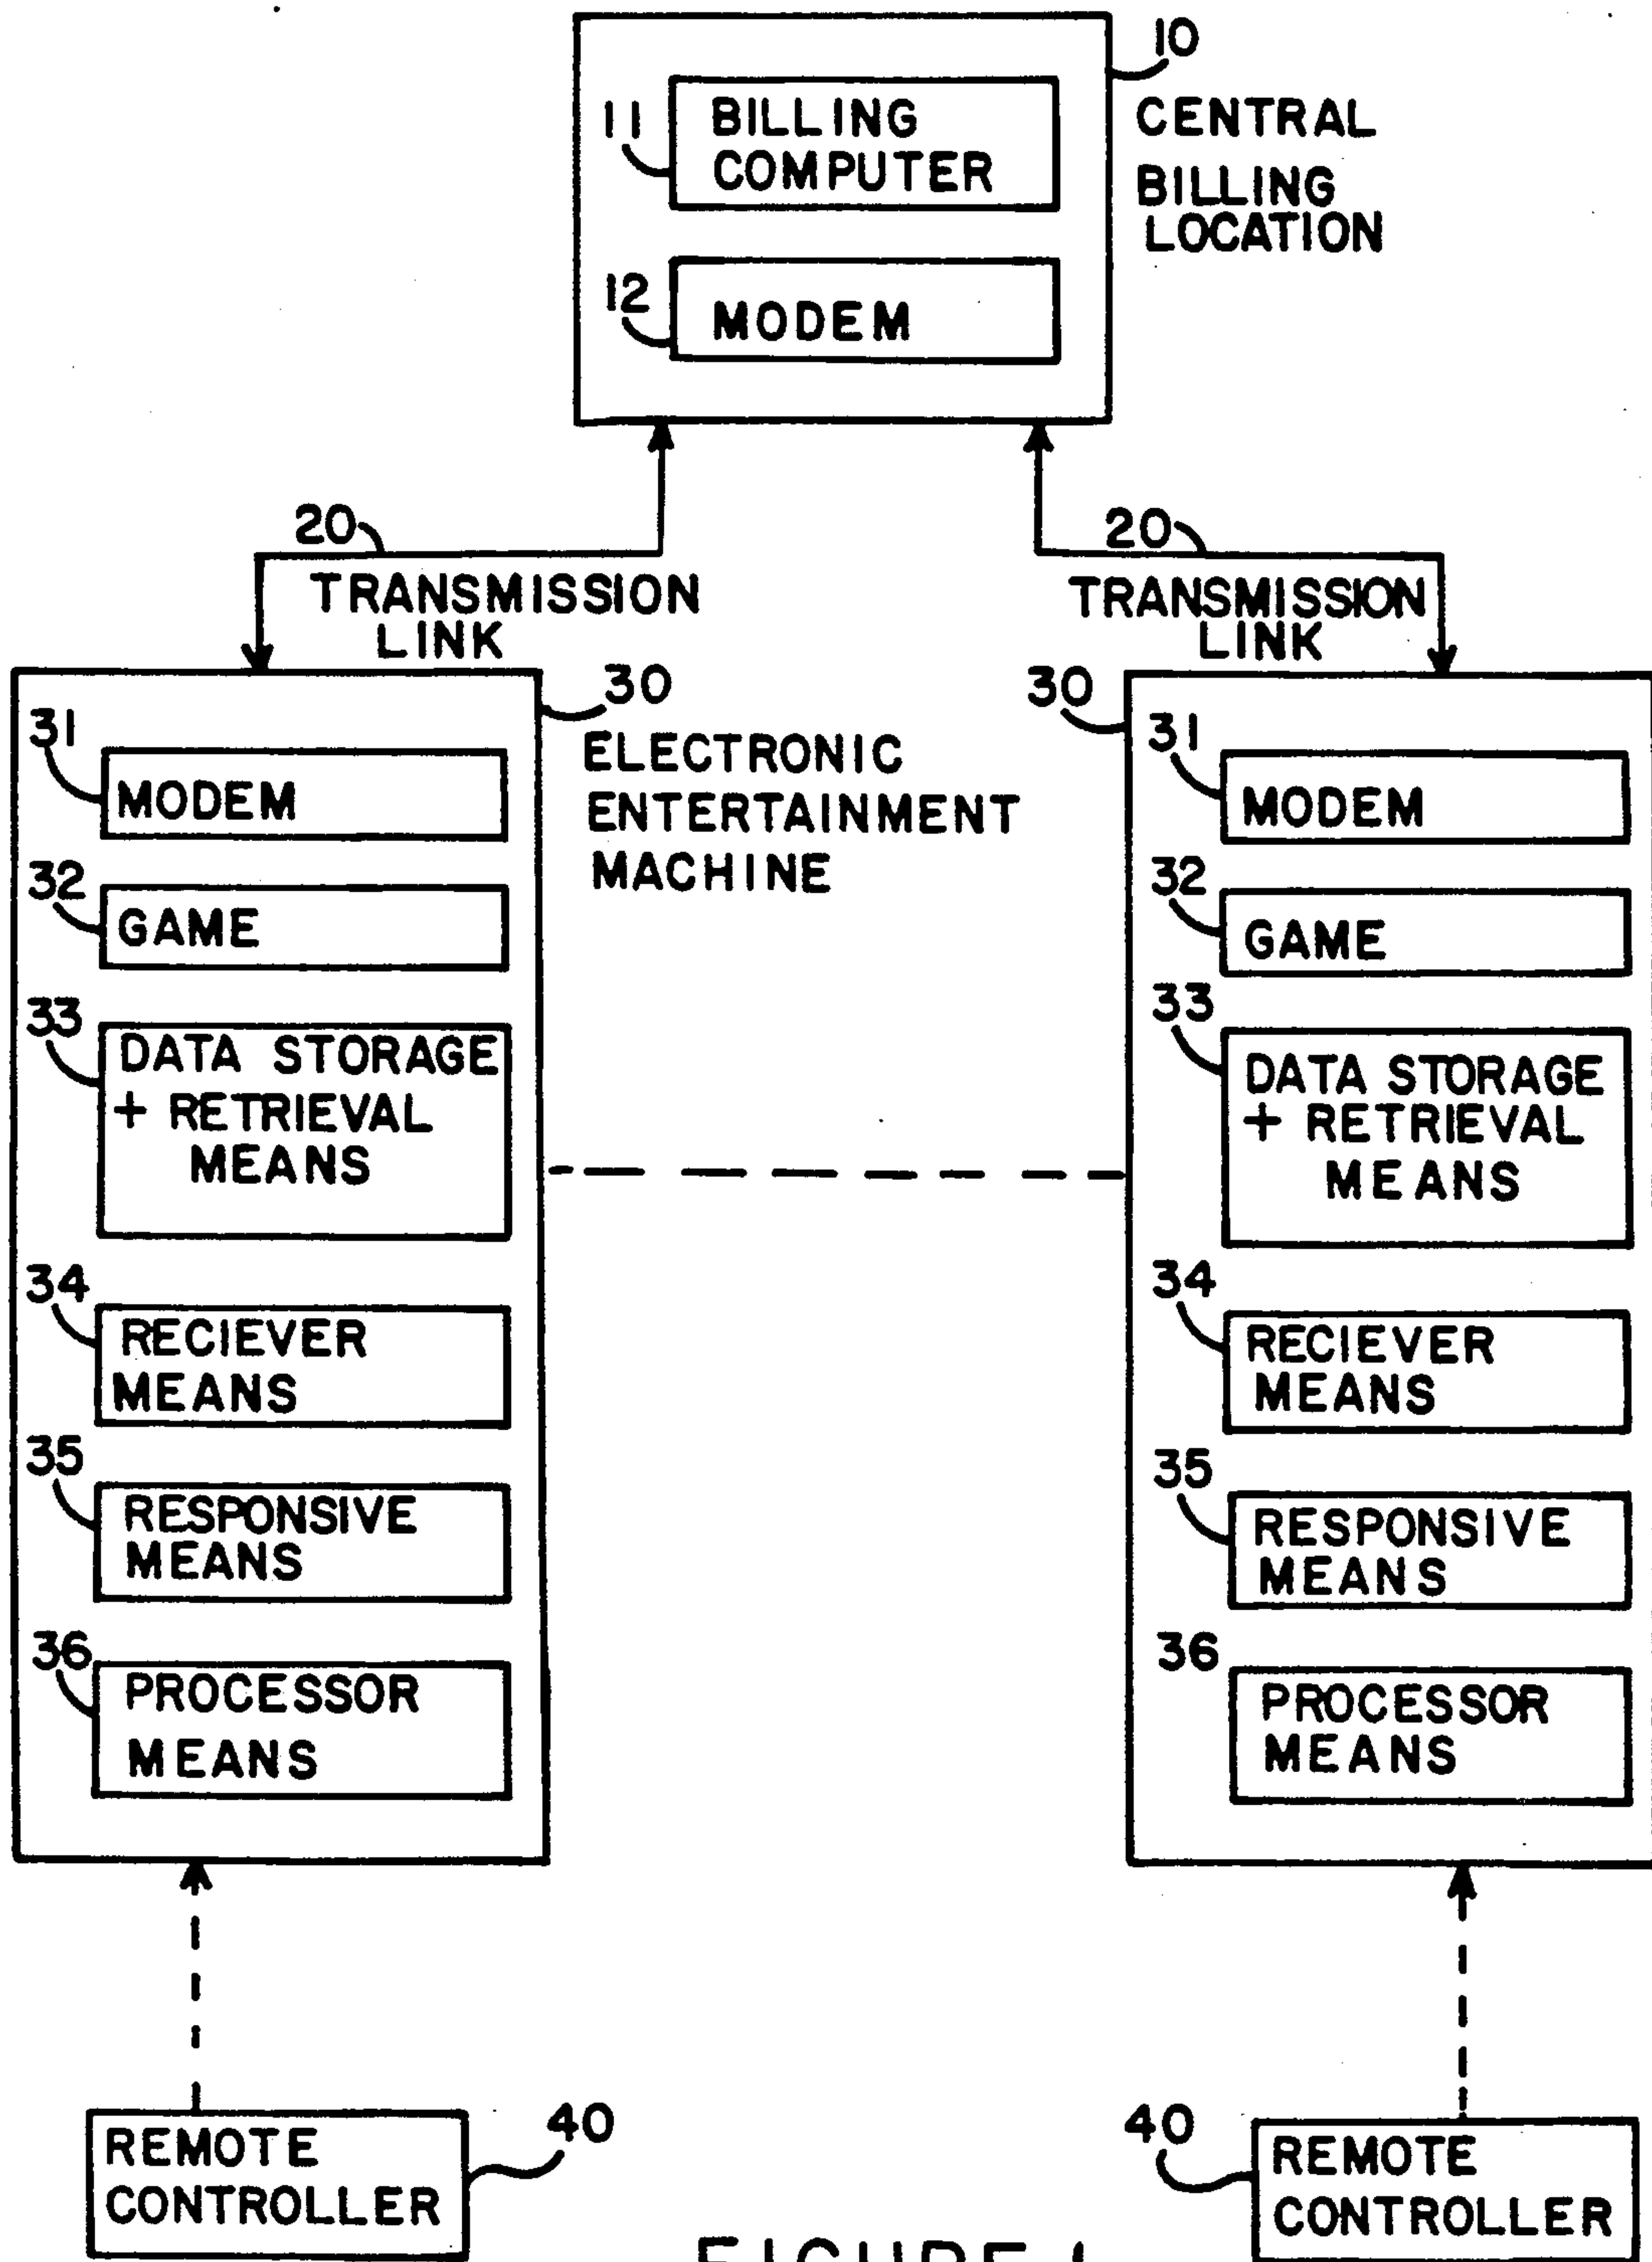 10
11
BILLING
COMPUTER
CENTRAL
BILLING
LOCATION
12
MODEM
20
TRANSMISSION
LINK
20
TRANSMISSION
LINK
30
ELECTRONIC
ENTERTAINMENT
MACHINE
31
MODEM
32
GAME
33
DATA STORAGE
+ RETRIEVAL
MEANS
34
RECIEVER
MEANS
35
RESPONSIVE
MEANS
36
PROCESSOR
MEANS
30
31
MODEM
32
GAME
33
DATA STORAGE
+ RETRIEVAL
MEANS
34
RECIEVER
MEANS
35
RESPONSIVE
MEANS
36
PROCESSOR
MEANS
REMOTE
CONTROLLER
40
40
REMOTE
CONTROLLER
FIGURE 1